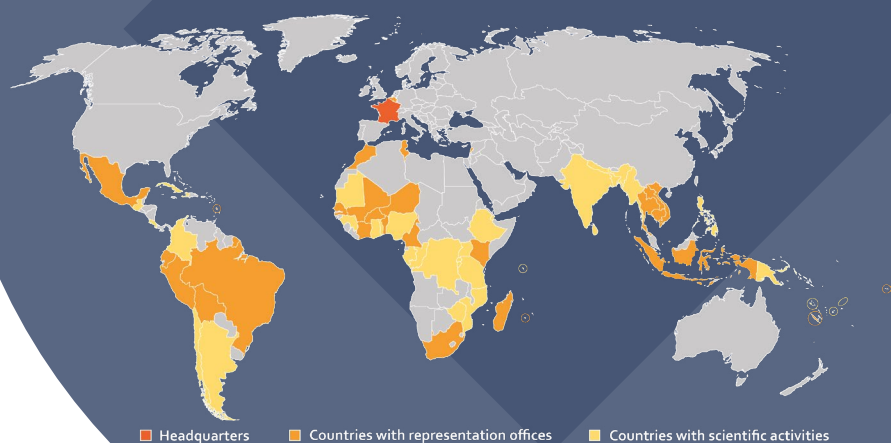 Headquarters
Countries with representation offices
Countries with scientific activities